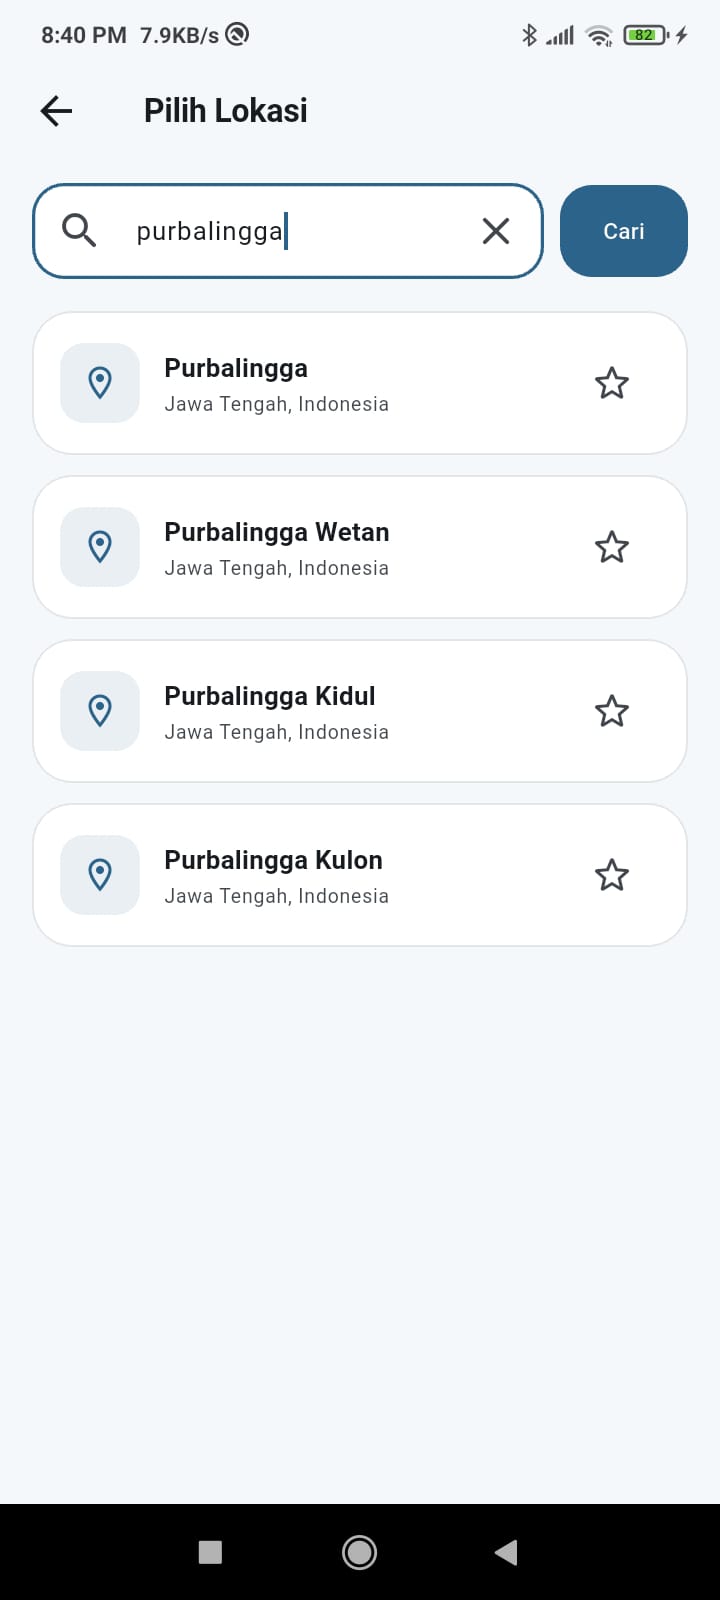 8:40 PM 7.9KB/s 82
Pilih Lokasi
purbalingga
Cari
Purbalingga
Jawa Tengah, Indonesia
Purbalingga Wetan
Jawa Tengah, Indonesia
Purbalingga Kidul
Jawa Tengah, Indonesia
Purbalingga Kulon
Jawa Tengah, Indonesia